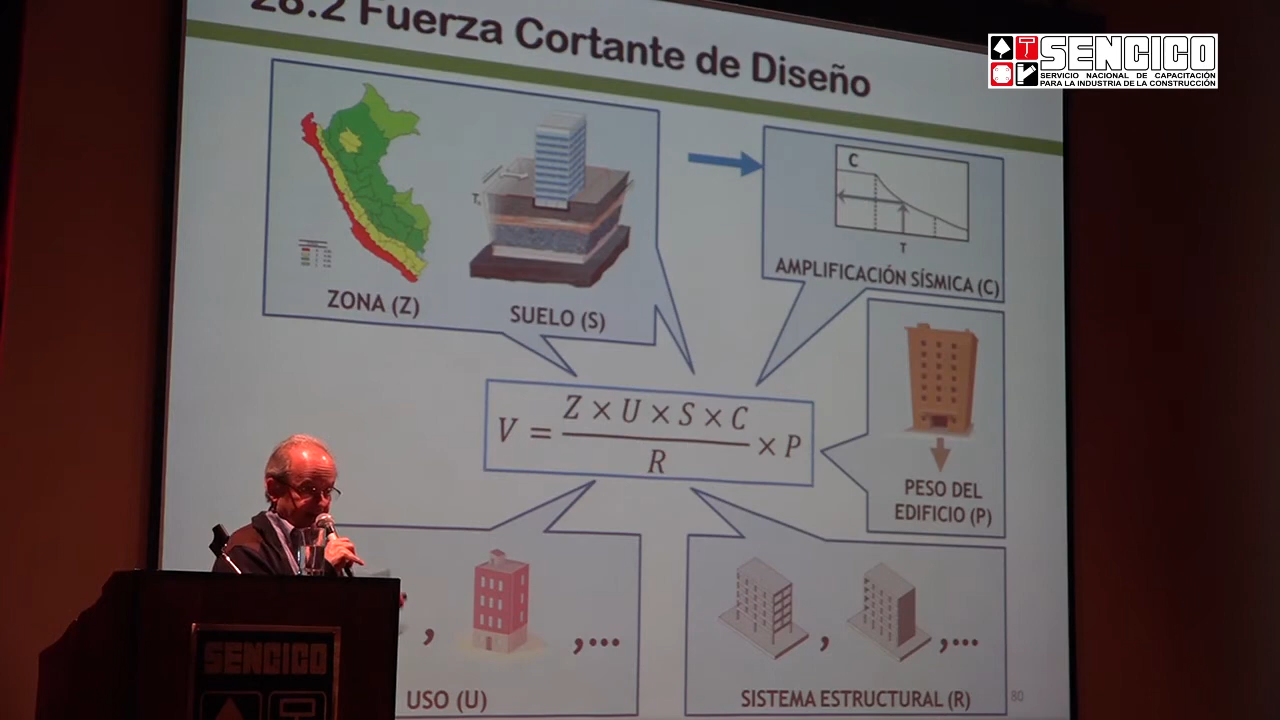 28.2 Fuerza Cortante de Diseño
SENCICO
SERVICIO NACIONAL DE CAPACITACIÓN
PARA LA INDUSTRIA DE LA CONSTRUCCIÓN
C
T
AMPLIFICACIÓN SÍSMICA (C)
ZONA (Z)
SUELO (S)
V = Z × U × S × C / R × P
PESO DEL
EDIFICIO (P)
, ,...
, ,...
USO (U)
SISTEMA ESTRUCTURAL (R)
80
SENCICO